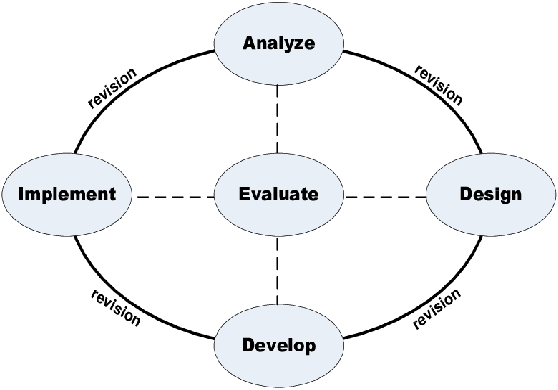 Analyze
revision
revision
Implement
Evaluate
Design
revision
revision
Develop